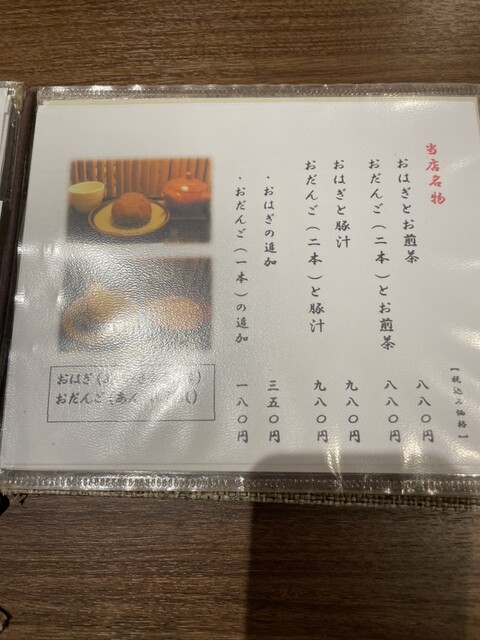 当店名物
【税込み価格】
おはぎとお煎茶 八八〇円
おだんご(二本)とお煎茶 八八〇円
おはぎと豚汁 九八〇円
おだんご(二本)と豚汁 九八〇円
・おはぎの追加 三五〇円
・おだんご(一本)の追加 一八〇円
おはぎ(
おだんご(あん